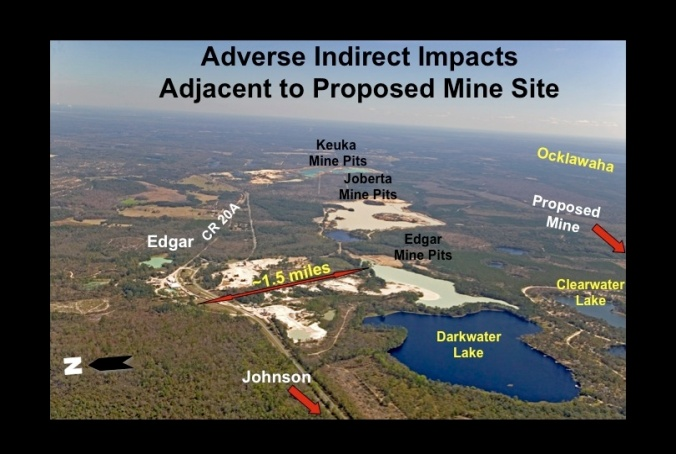 Adverse Indirect Impacts
Adjacent to Proposed Mine Site
Keuka
Mine Pits
Ocklawaha
Joberta
Mine Pits
CR 20A
Proposed
Mine
Edgar
Edgar
Mine Pits
~1.5 miles
Clearwater
Lake
Darkwater
Lake
N
Johnson